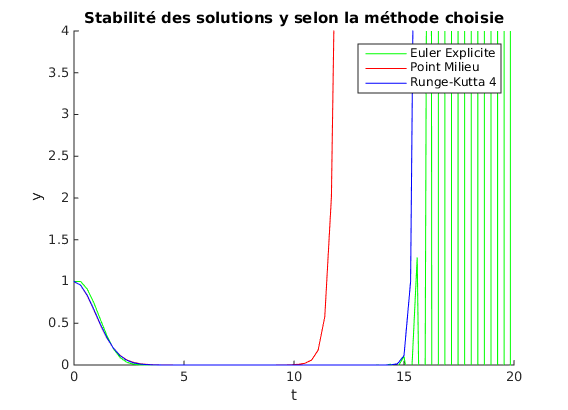 Stabilité des solutions y selon la méthode choisie
4
3.5
3
2.5
2
1.5
1
0.5
0
y
Euler Explicite
Point Milieu
Runge-Kutta 4
0 5 10 15 20
t